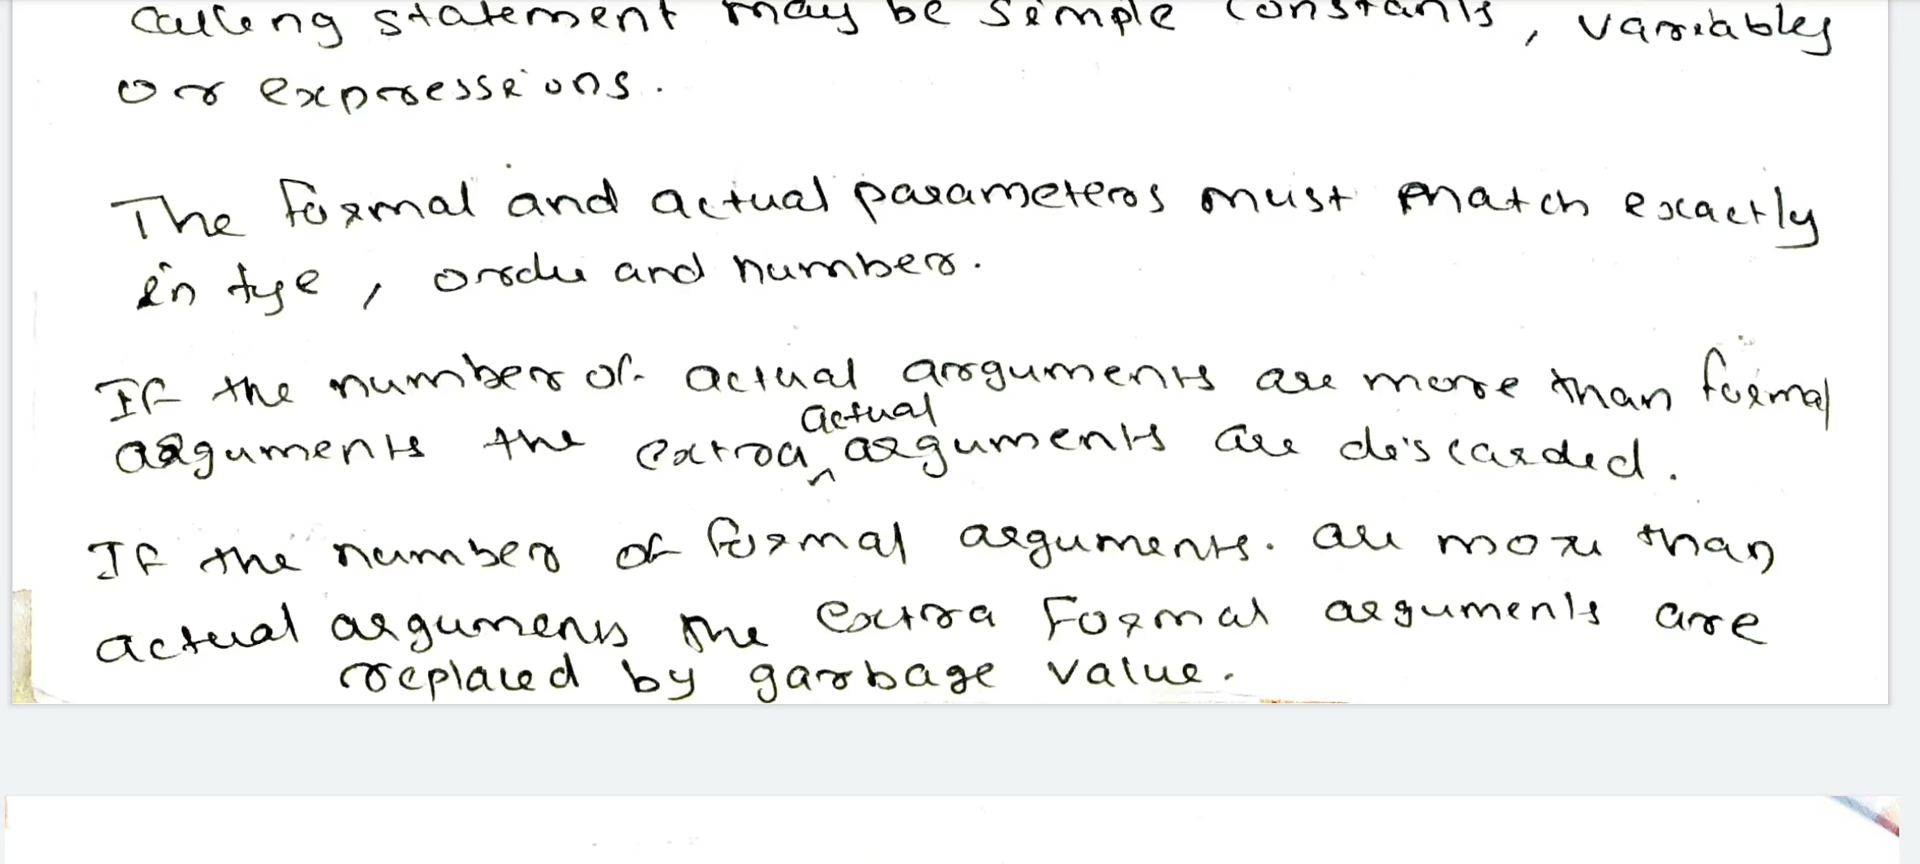 calling statement may be simple constants, variables
or expressions.
The formal and actual parameters must match exactly
in tye, order and number.
If the number of actual arguments are more than formal
actual
arguments the extra arguments are discarded.
If the number of formal arguments. are more than
actual arguments the extra Formal arguments are
replaced by garbage value.